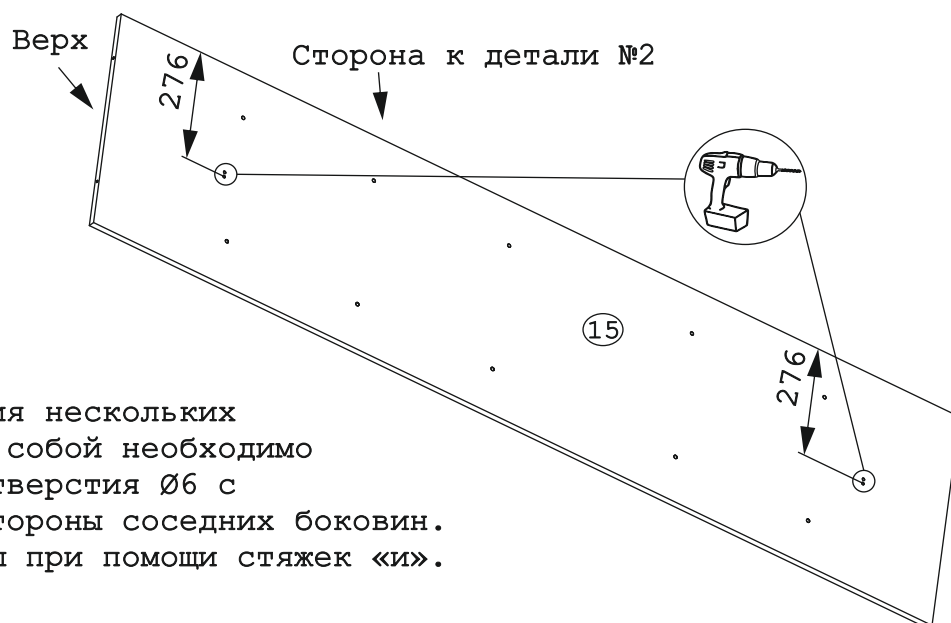 Верх
Сторона к детали №2
276
15
276
ия нескольких
собой необходимо
тверстия Ø6 с
тороны соседних боковин.
ы при помощи стяжек «и».